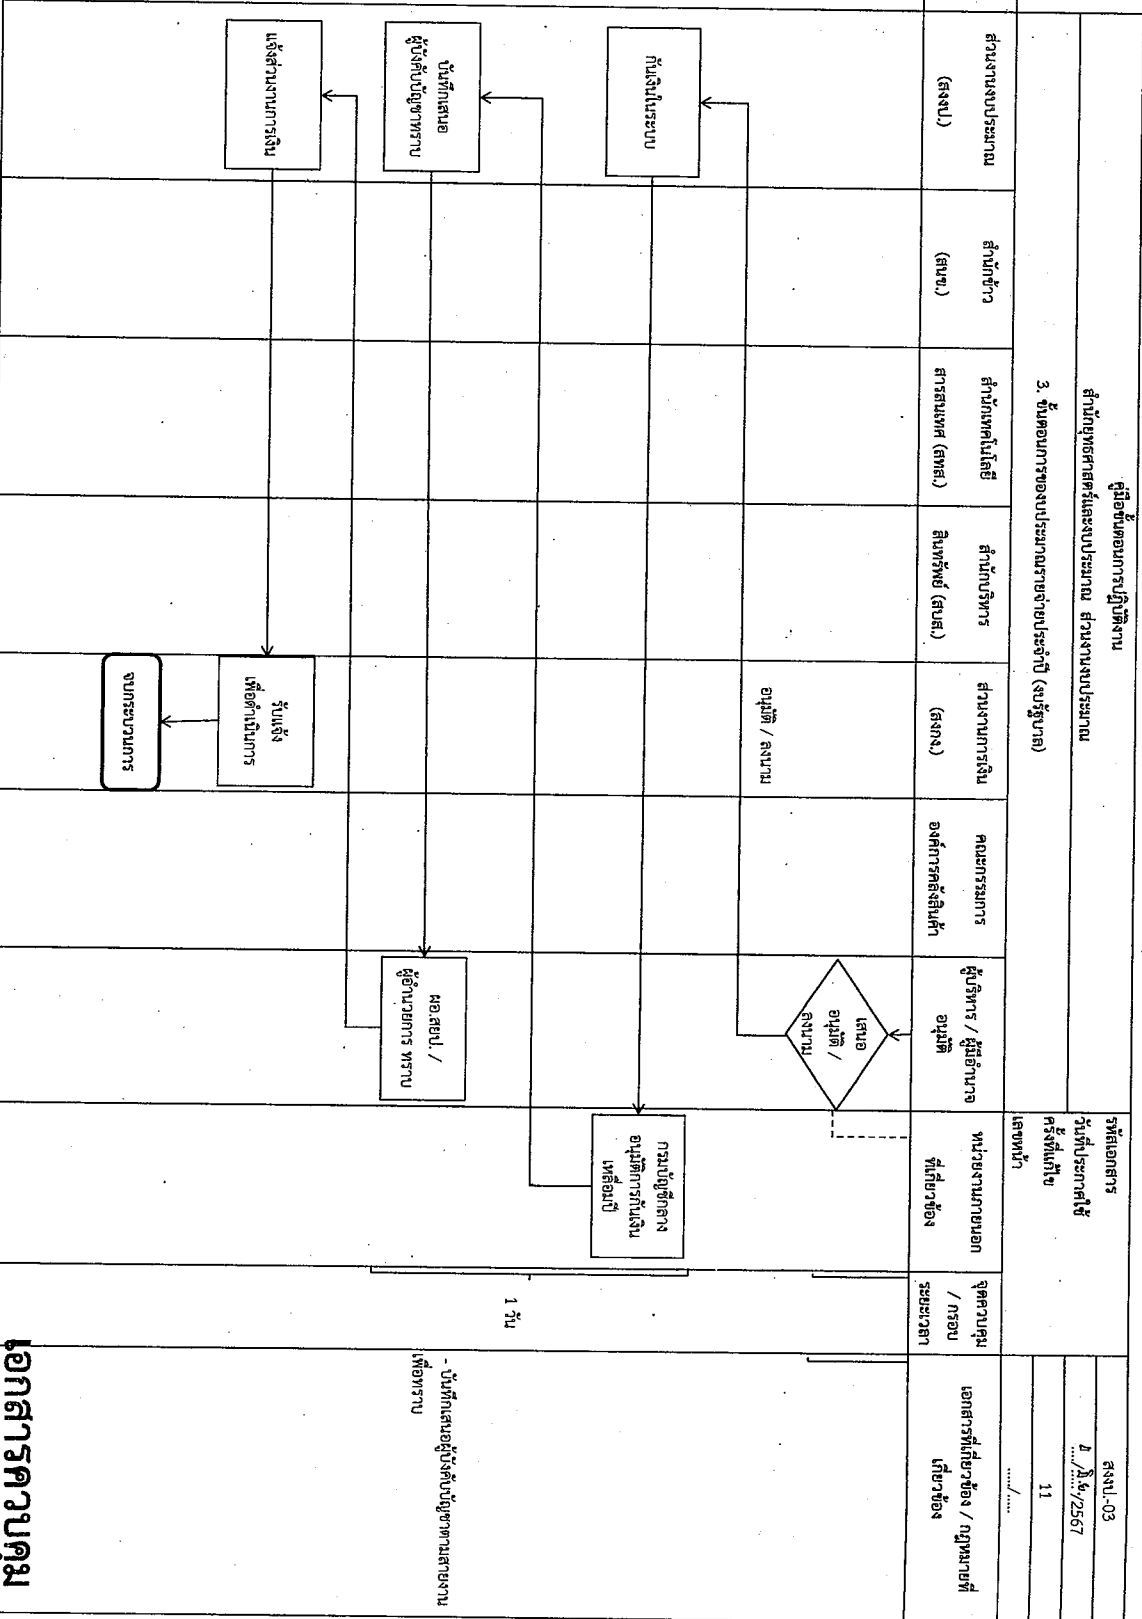 คู่มือขั้นตอนการปฏิบัติงาน
สำนักยุทธศาสตร์และงบประมาณ ส่วนงานงบประมาณ
3. ขั้นตอนการของบประมาณรายจ่ายประจำปี (งบรัฐบาล)
รหัสเอกสาร
สงงป.-03
วันที่ประกาศใช้
/2567
ครั้งที่แก้ไข
11
เลขหน้า
...../.....
ส่วนงานงบประมาณ
(สงงป.)
สำนักข่าว
(สนข.)
สำนักเทคโนโลยี
สารสนเทศ (สทส.)
สำนักบริหาร
สินทรัพย์ (สบส.)
ส่วนงานการเงิน
(สงกง.)
คณะกรรมการ
องค์การคลังสินค้า
ผู้บริหาร / ผู้มีอำนาจ
อนุมัติ
หน่วยงานภายนอก
ที่เกี่ยวข้อง
จุดควบคุม
/ กรอบ
ระยะเวลา
เอกสารที่เกี่ยวข้อง / กฎหมายที่
เกี่ยวข้อง
เสนอ
อนุมัติ /
ลงนาม
อนุมัติ / ลงนาม
กันเงินในระบบ
กรมบัญชีกลาง
อนุมัติการกันเงิน
เหลื่อมปี
1 วัน
บันทึกเสนอ
ผู้บังคับบัญชาทราบ
ผอ.สยป. /
ผู้อำนวยการ ทราบ
- บันทึกเสนอผู้บังคับบัญชาตามสายงาน
เพื่อทราบ
แจ้งส่วนงานการเงิน
รับแจ้ง
เพื่อดำเนินการ
จบกระบวนการ
เอกสารควบคุม